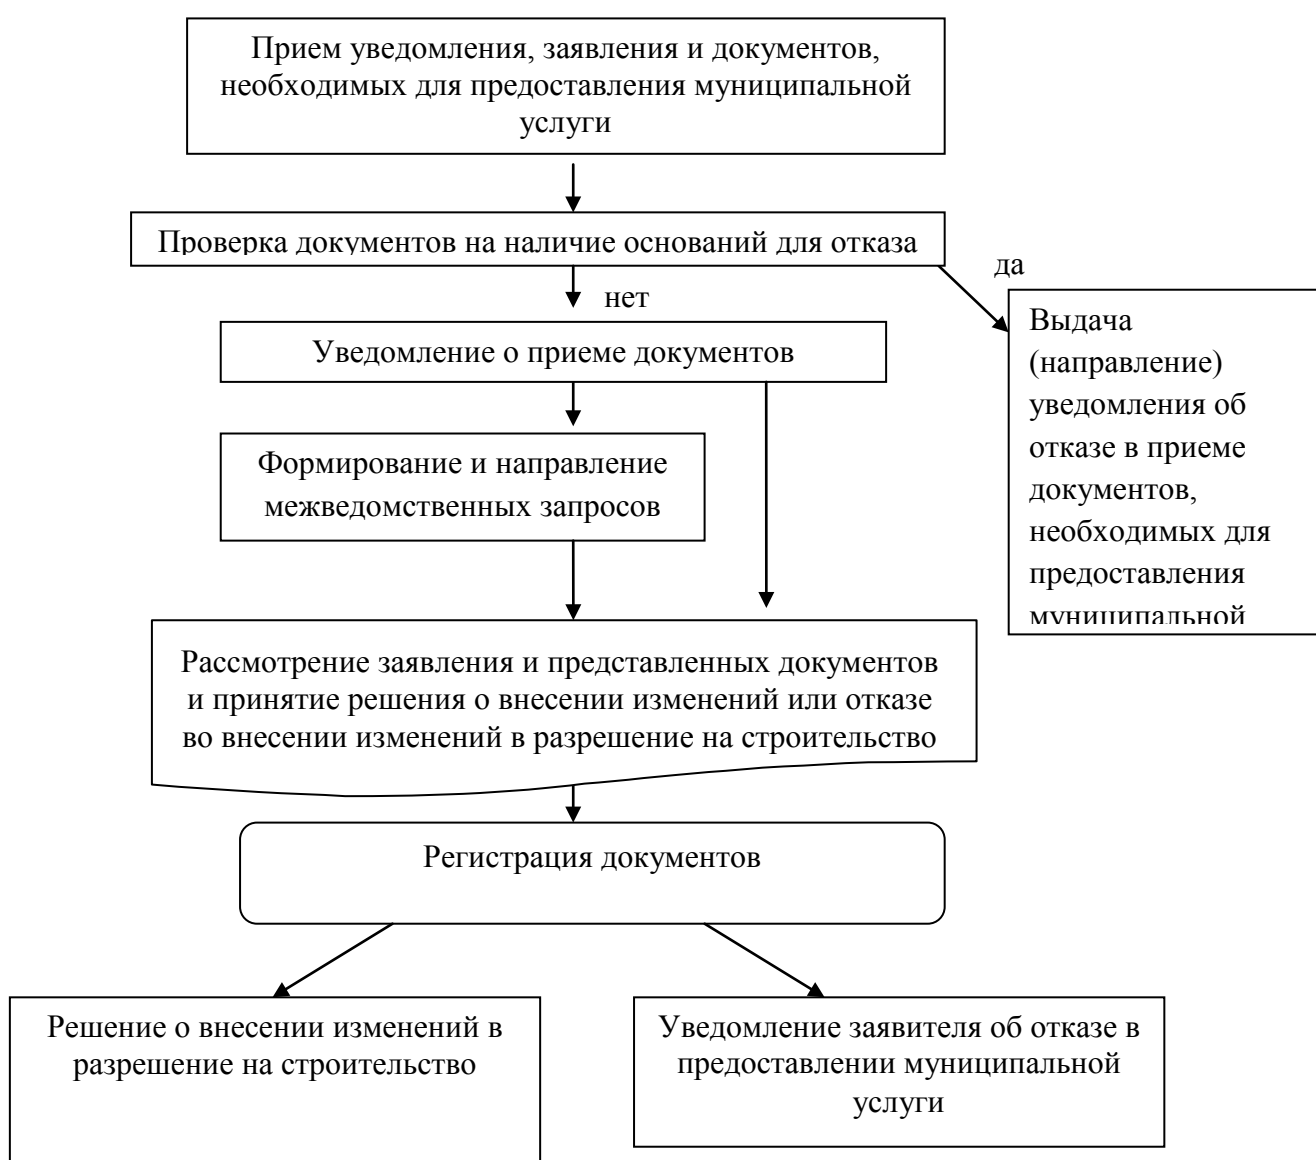 Прием уведомления, заявления и документов,
необходимых для предоставления муниципальной
услуги
Проверка документов на наличие оснований для отказа
да
нет
Уведомление о приеме документов
Выдача
(направление)
уведомления об
отказе в приеме
документов,
необходимых для
предоставления
муниципальной
Формирование и направление
межведомственных запросов
Рассмотрение заявления и представленных документов
и принятие решения о внесении изменений или отказе
во внесении изменений в разрешение на строительство
Регистрация документов
Решение о внесении изменений в
разрешение на строительство
Уведомление заявителя об отказе в
предоставлении муниципальной
услуги